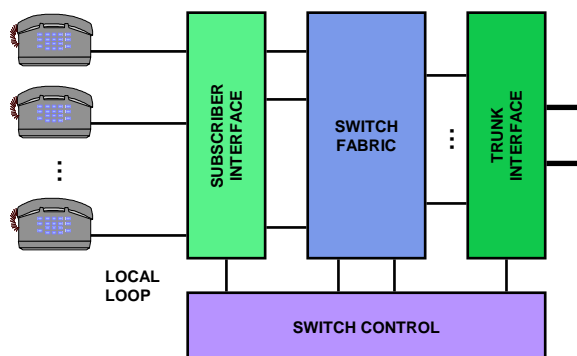 SUBSCRIBER
INTERFACE
SWITCH
FABRIC
...
TRUNK
INTERFACE
...
LOCAL
LOOP
SWITCH CONTROL